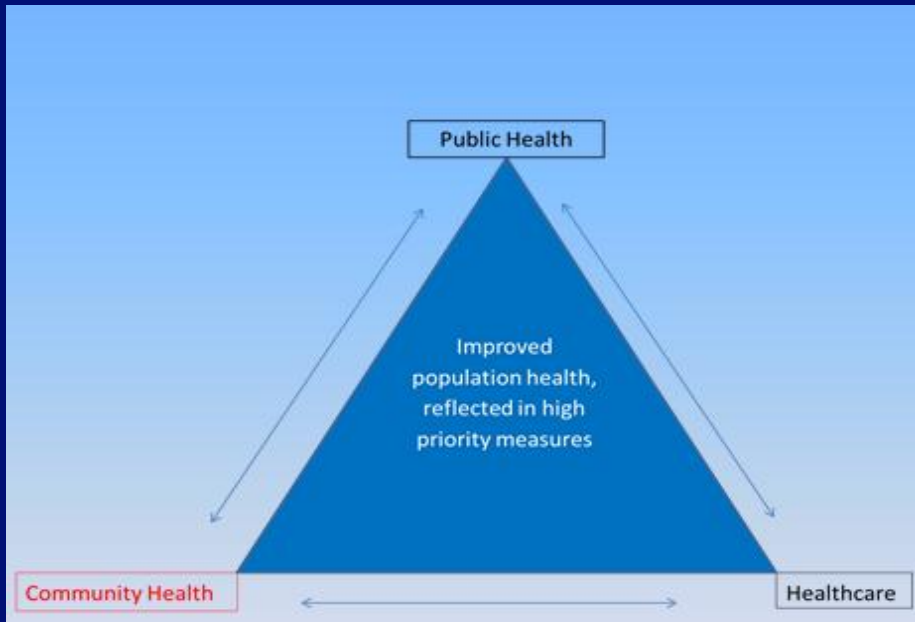 Public Health
Improved
population health,
reflected in high
priority measures
Community Health
Healthcare